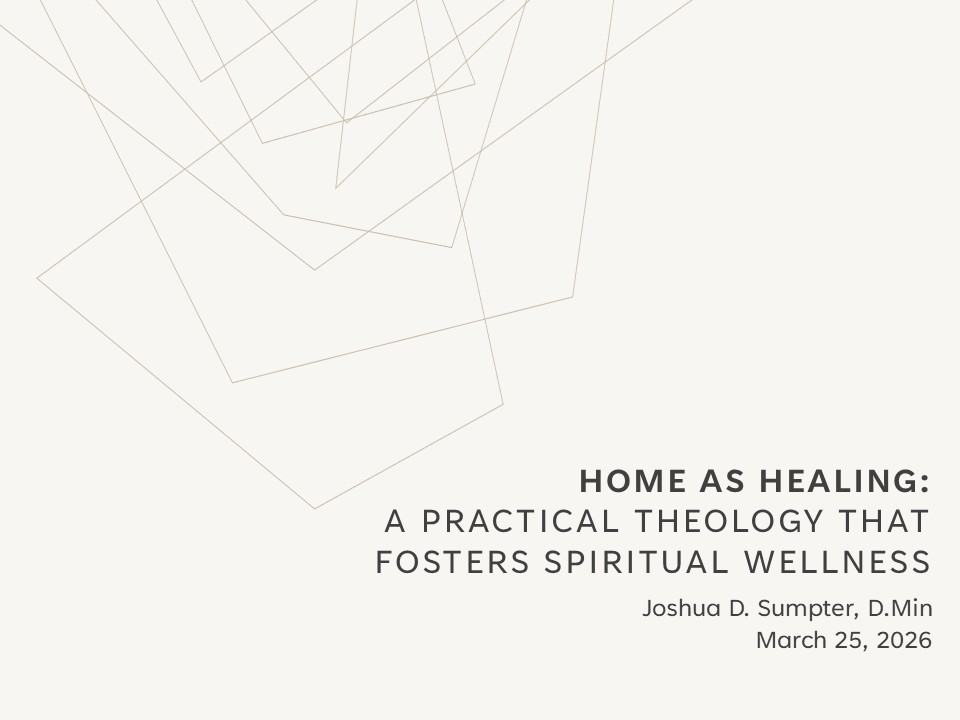 HOME AS HEALING:
A PRACTICAL THEOLOGY THAT
FOSTERS SPIRITUAL WELLNESS
Joshua D. Sumpter, D.Min
March 25, 2026